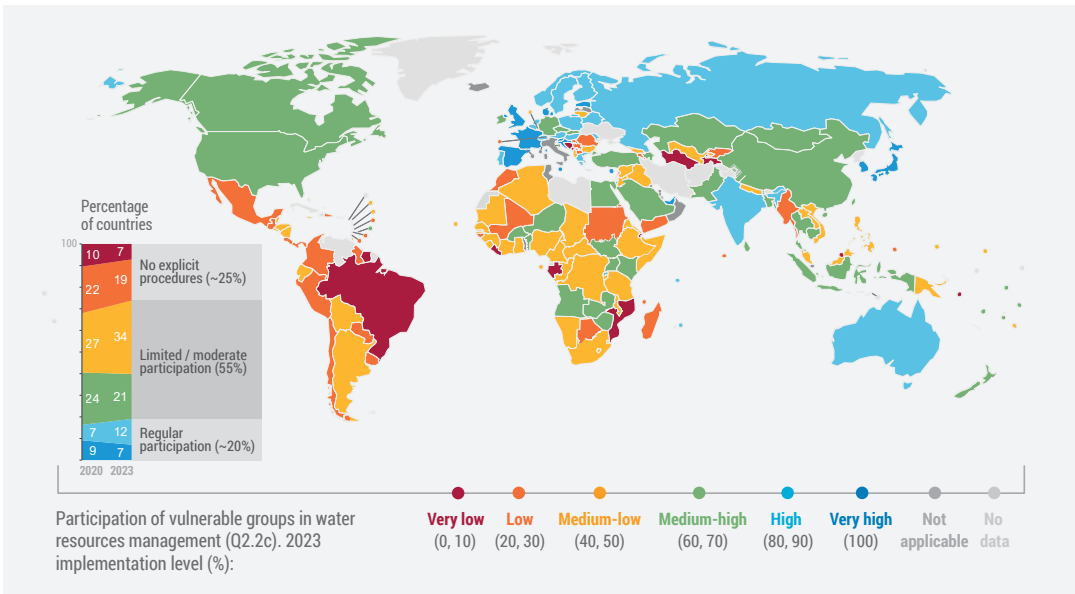 Percentage
of countries
100
10 7
22 19
27 34
24 21
7 12
9 7
2020 2023
No explicit
procedures (~25%)
Limited / moderate
participation (55%)
Regular
participation (~20%)
Participation of vulnerable groups in water
resources management (Q2.2c). 2023
implementation level (%):
Very low
(0, 10)
Low
(20, 30)
Medium-low
(40, 50)
Medium-high
(60, 70)
High
(80, 90)
Very high
(100)
Not
applicable
No
data